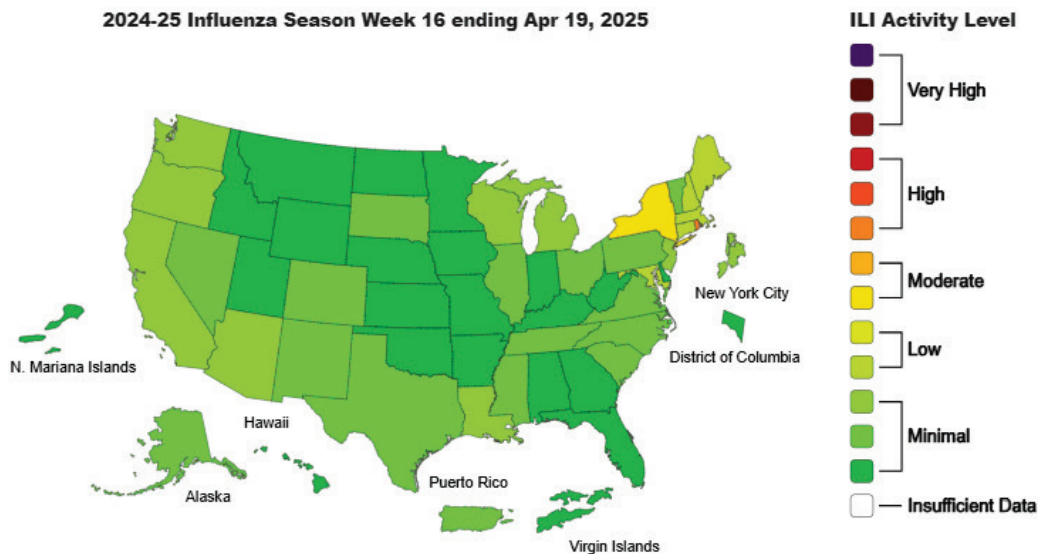 2024-25 Influenza Season Week 16 ending Apr 19, 2025
ILI Activity Level
Very High
High
Moderate
Low
Minimal
Insufficient Data
New York City
District of Columbia
N. Mariana Islands
Hawaii
Alaska
Puerto Rico
Virgin Islands